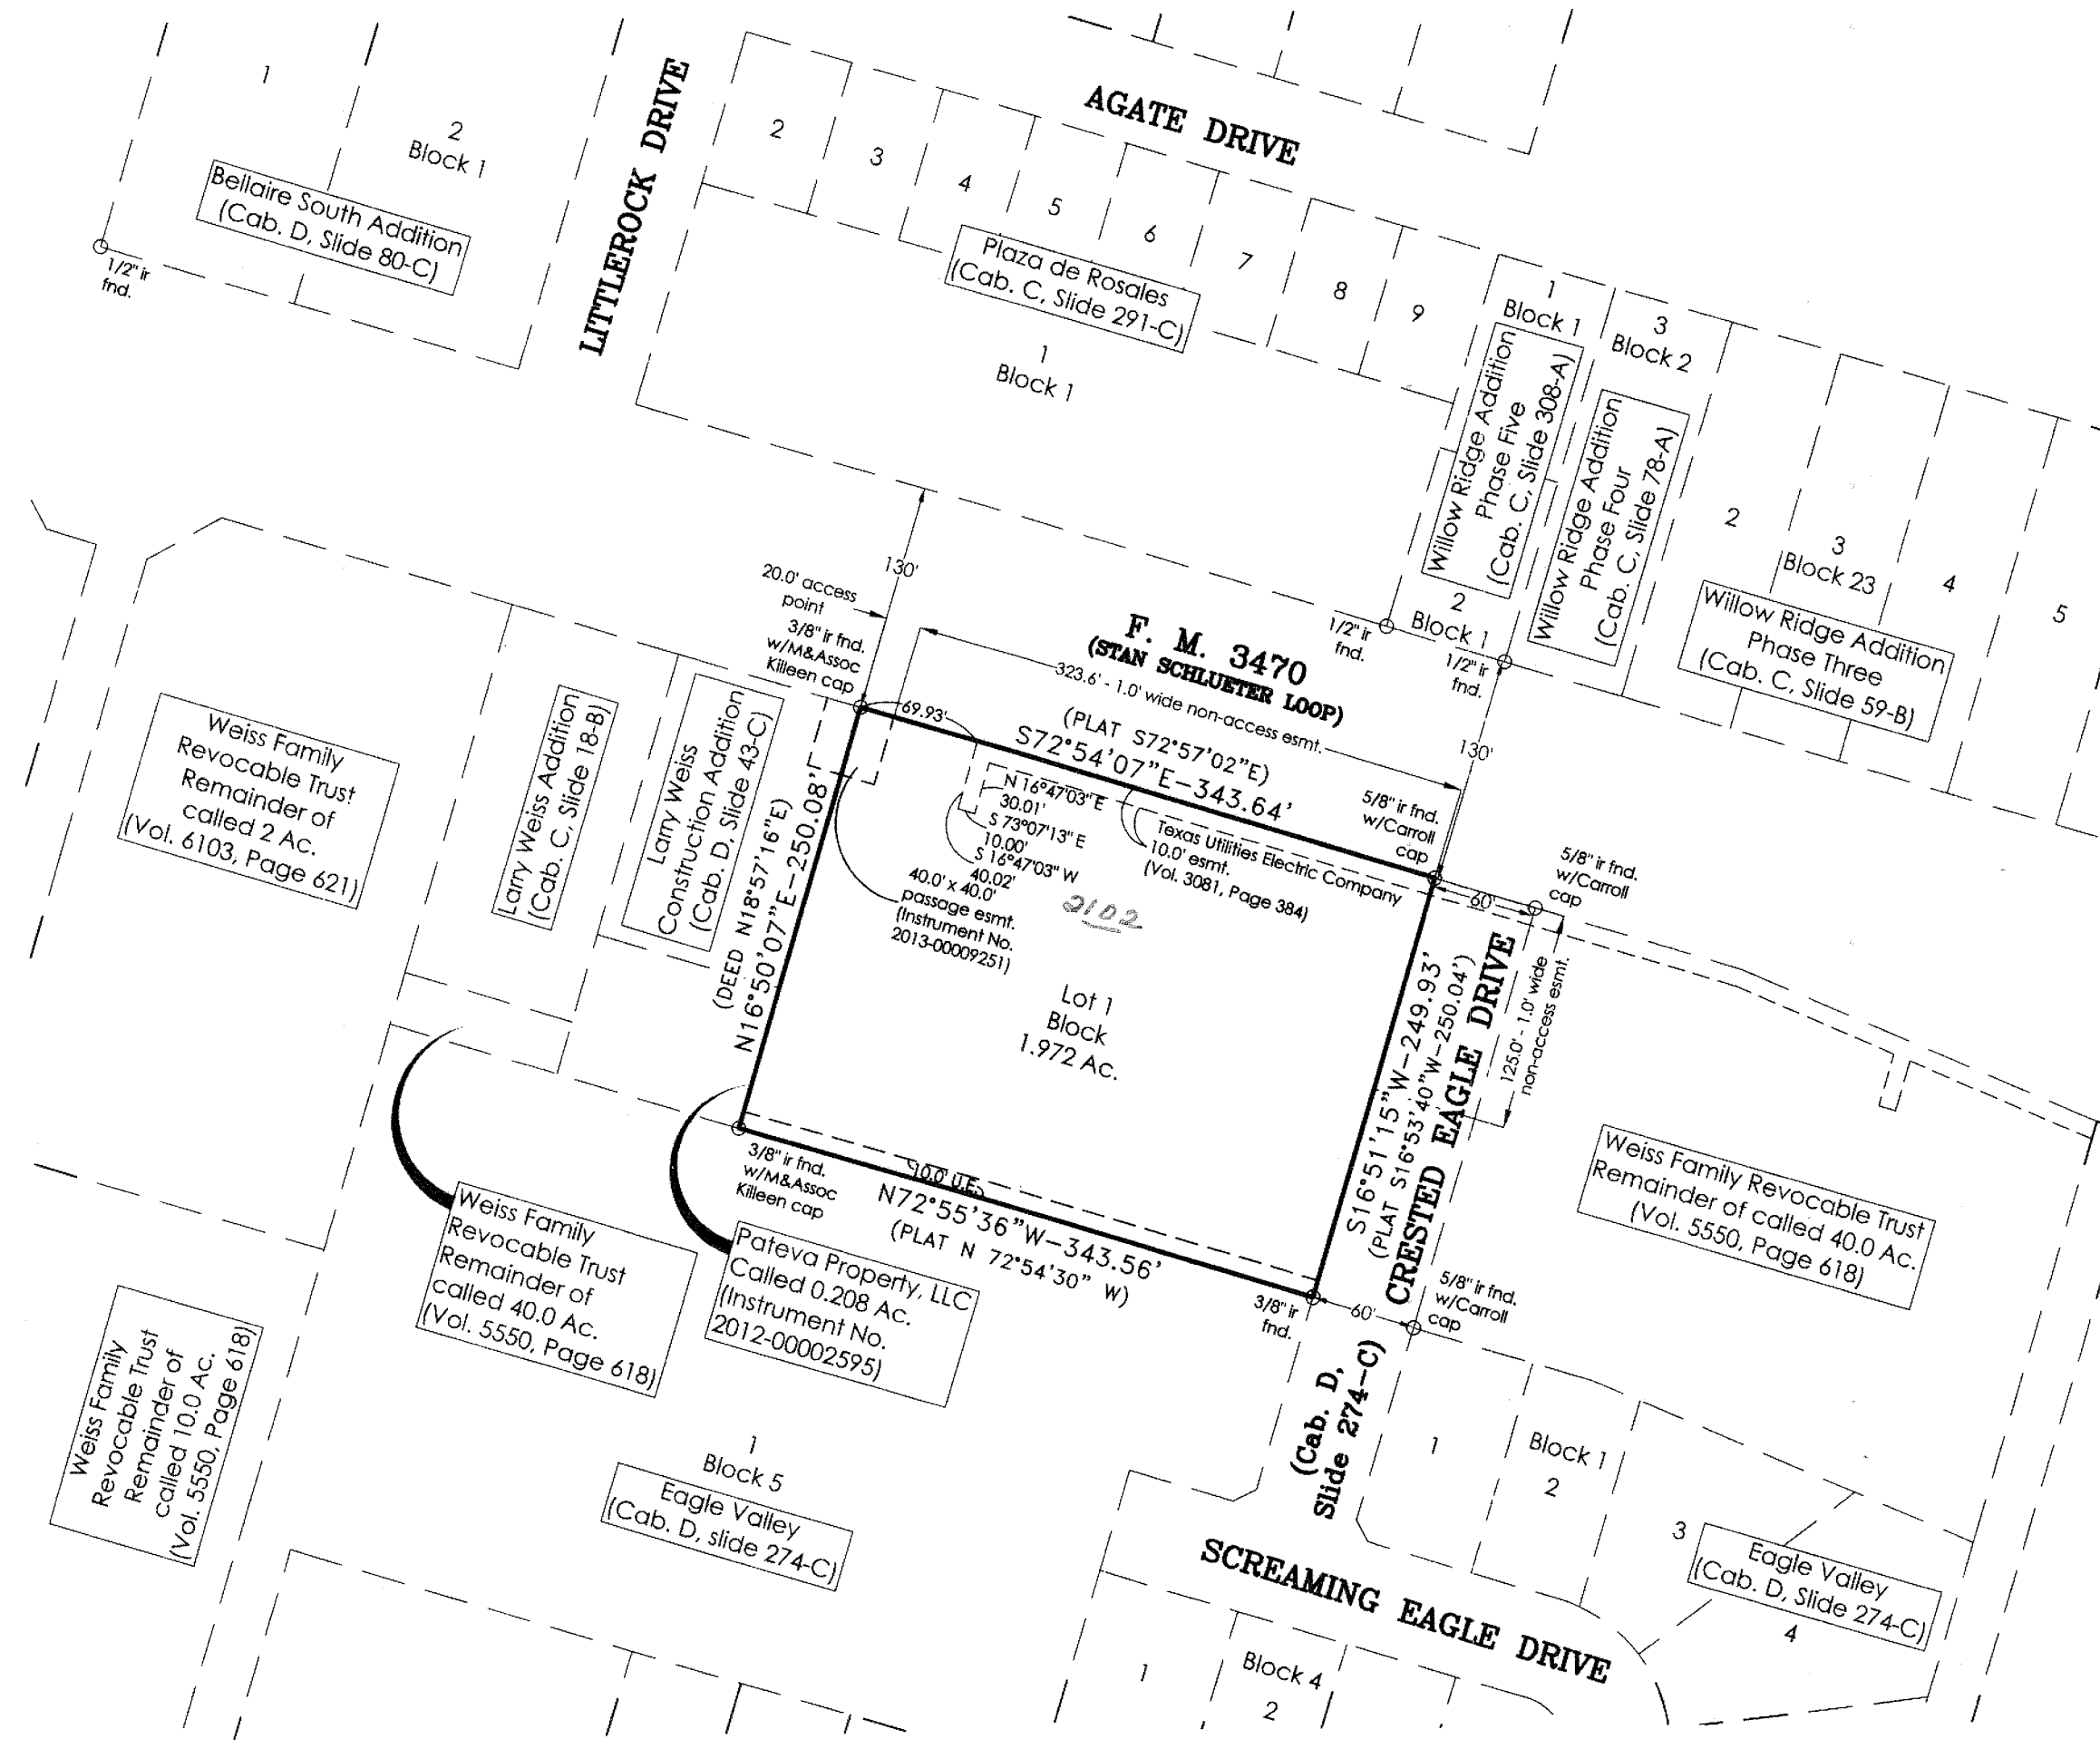 1
2
Block 1
Bellaire South Addition
(Cab. D, Slide 80-C)
1/2" ir
fnd.
LITTLEROCK DRIVE
AGATE DRIVE
2
3
4
5
6
7
8
9
Plaza de Rosales
(Cab. C, Slide 291-C)
1
Block 1
1
Block 1
Willow Ridge Addition
Phase Five
(Cab. C, Slide 308-A)
2
Block 1
3
Block 2
Willow Ridge Addition
Phase Four
(Cab. C, Slide 78-A)
2
3
Block 23
4
5
Willow Ridge Addition
Phase Three
(Cab. C, Slide 59-B)
1/2" ir
fnd.
1/2" ir
fnd.
130'
130'
20.0' access
point
3/8" ir fnd.
w/M&Assoc
Killeen cap
F. M. 3470
(STAN SCHLUETER LOOP)
323.6' - 1.0' wide non-access esmt.
(PLAT S72°57'02"E)
S72°54'07"E-343.64'
69.93'
N 16°47'03" E
30.01'
S 73°07'13" E
10.00'
S 16°47'03" W
40.02'
40.0' x 40.0'
passage esmt.
(Instrument No.
2013-00009251)
Texas Utilities Electric Company
10.0' esmt.
(Vol. 3081, Page 384)
2102
5/8" ir fnd.
w/Carroll
cap
5/8" ir fnd.
w/Carroll
cap
60'
Weiss Family
Revocable Trust
Remainder of
called 2 Ac.
(Vol. 6103, Page 621)
Larry Weiss Addition
(Cab. C, Slide 18-B)
Larry Weiss
Construction Addition
(Cab. D, Slide 43-C)
(DEED N18°57'16"E)
N16°50'07"E-250.08'
Lot 1
Block
1.972 Ac.
S16°51'15"W-249.93'
(PLAT S16°53'40"W-250.04')
CRESTED EAGLE DRIVE
125.0' - 1.0' wide
non-access esmt.
3/8" ir fnd.
w/M&Assoc
Killeen cap
10.0' U.E.
N72°55'36"W-343.56'
(PLAT N 72°54'30" W)
3/8" ir
fnd.
60'
5/8" ir fnd.
w/Carroll
cap
Weiss Family Revocable Trust
Remainder of called 40.0 Ac.
(Vol. 5550, Page 618)
Weiss Family
Revocable Trust
Remainder of
called 40.0 Ac.
(Vol. 5550, Page 618)
Pateva Property, LLC
Called 0.208 Ac.
(Instrument No.
2012-00002595)
Weiss Family
Revocable Trust
Remainder of
called 10.0 Ac.
(Vol. 5550, Page 618)
1
Block 5
Eagle Valley
(Cab. D, slide 274-C)
(Cab. D,
Slide 274-C)
1
Block 1
2
3
Eagle Valley
(Cab. D, Slide 274-C)
4
SCREAMING EAGLE DRIVE
1
Block 4
2